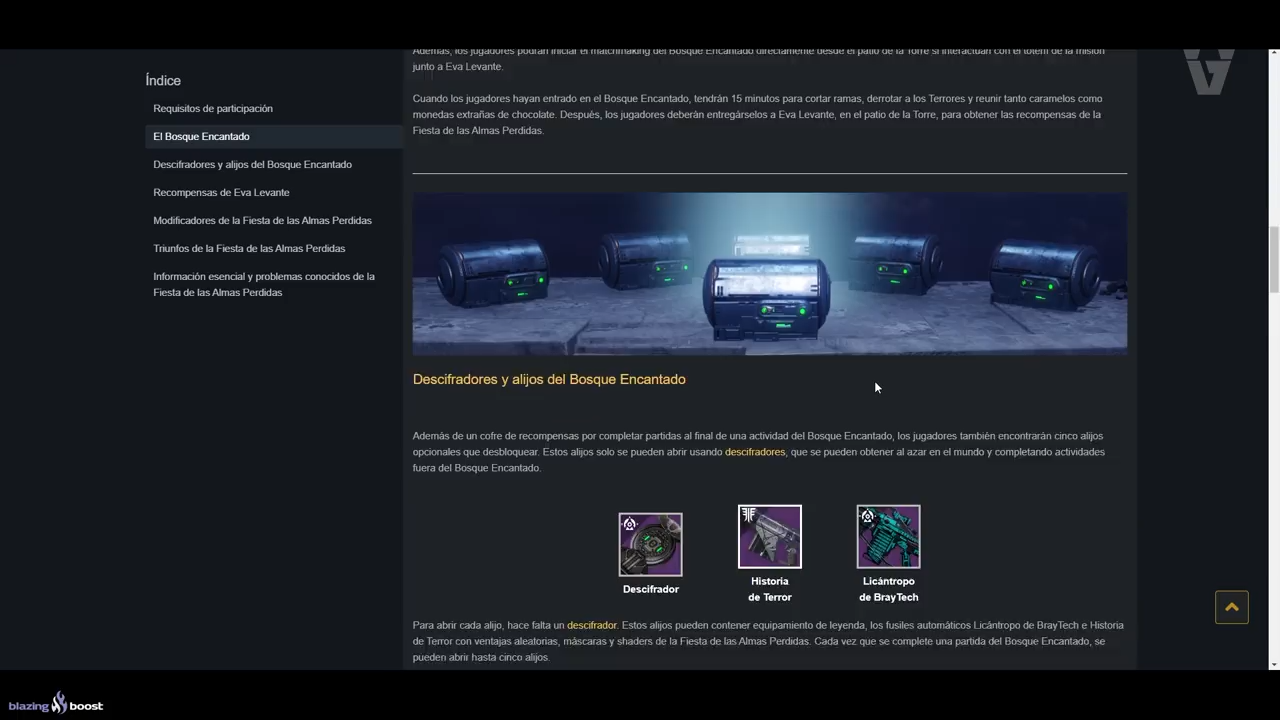 Además, los jugadores podrán iniciar el matchmaking del Bosque Encantado directamente desde el patio de la Torre si interactúan con el tótem de la misión
junto a Eva Levante.
Índice
Requisitos de participación
El Bosque Encantado
Descifradores y alijos del Bosque Encantado
Recompensas de Eva Levante
Modificadores de la Fiesta de las Almas Perdidas
Triunfos de la Fiesta de las Almas Perdidas
Información esencial y problemas conocidos de la
Fiesta de las Almas Perdidas
Cuando los jugadores hayan entrado en el Bosque Encantado, tendrán 15 minutos para cortar ramas, derrotar a los Terrores y reunir tanto caramelos como
monedas extrañas de chocolate. Después, los jugadores deberán entregárselos a Eva Levante, en el patio de la Torre, para obtener las recompensas de la
Fiesta de las Almas Perdidas.
Descifradores y alijos del Bosque Encantado
Además de un cofre de recompensas por completar partidas al final de una actividad del Bosque Encantado, los jugadores también encontrarán cinco alijos
opcionales que desbloquear. Estos alijos solo se pueden abrir usando descifradores, que se pueden obtener al azar en el mundo y completando actividades
fuera del Bosque Encantado.
Descifrador
Historia
de Terror
Licántropo
de BrayTech
Para abrir cada alijo, hace falta un descifrador. Estos alijos pueden contener equipamiento de leyenda, los fusiles automáticos Licántropo de BrayTech e Historia
de Terror con ventajas aleatorias, máscaras y shaders de la Fiesta de las Almas Perdidas. Cada vez que se complete una partida del Bosque Encantado, se
pueden abrir hasta cinco alijos.
blazing boost